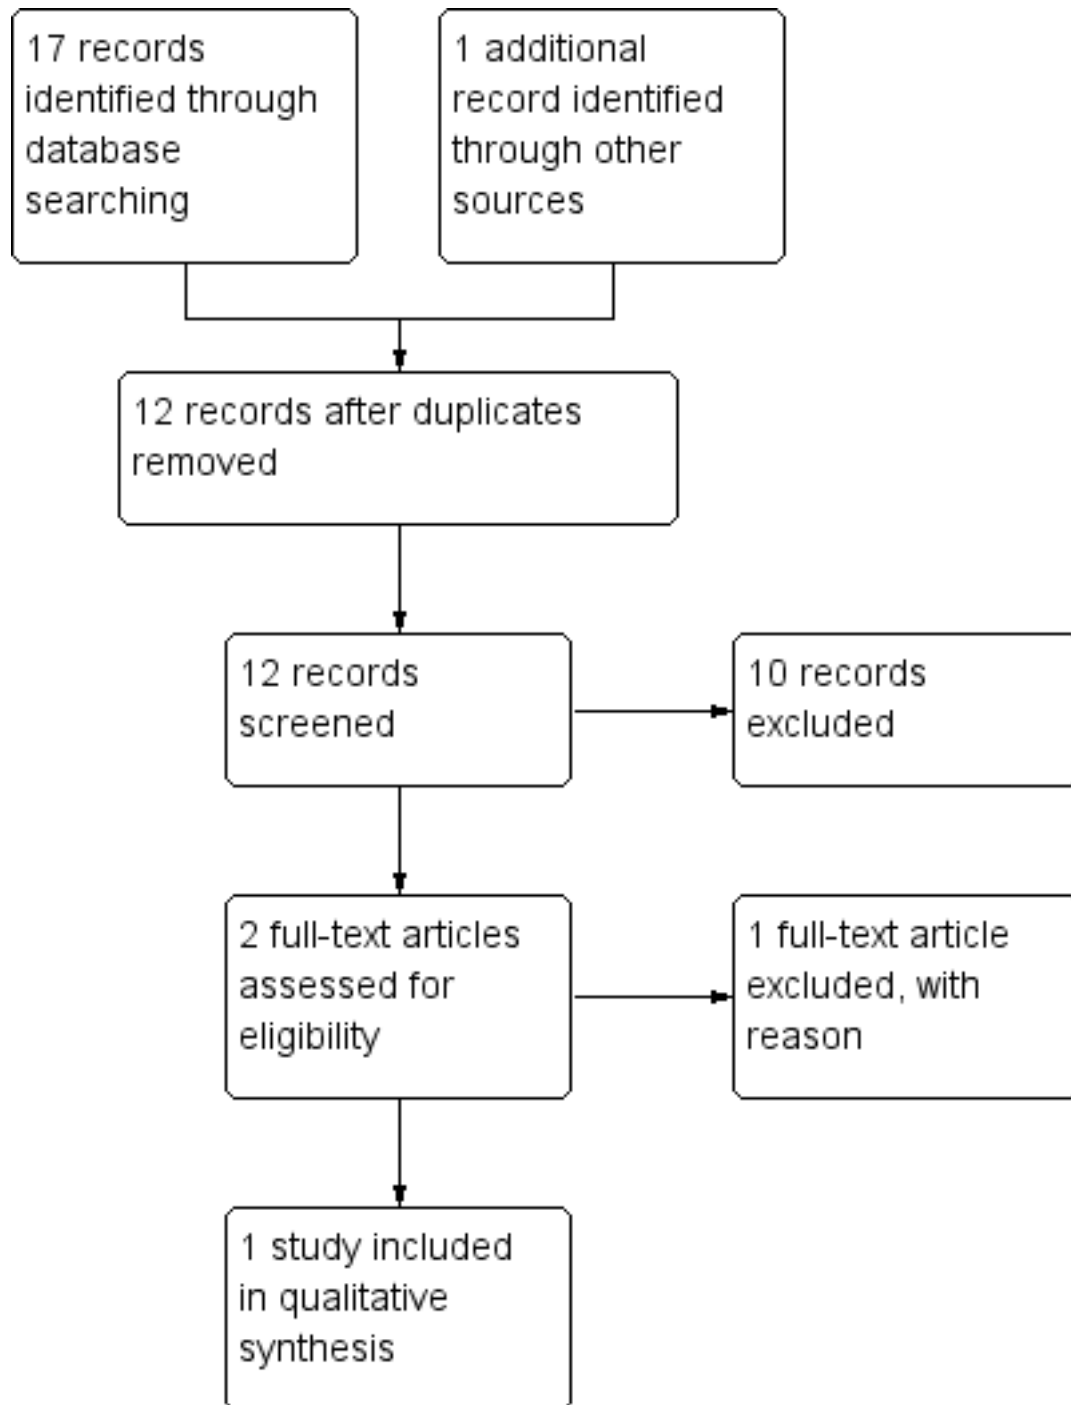 17 records
identified through
database
searching
1 additional
record identified
through other
sources
12 records after duplicates
removed
12 records
screened
10 records
excluded
2 full-text articles
assessed for
eligibility
1 full-text article
excluded, with
reason
1 study included
in qualitative
synthesis